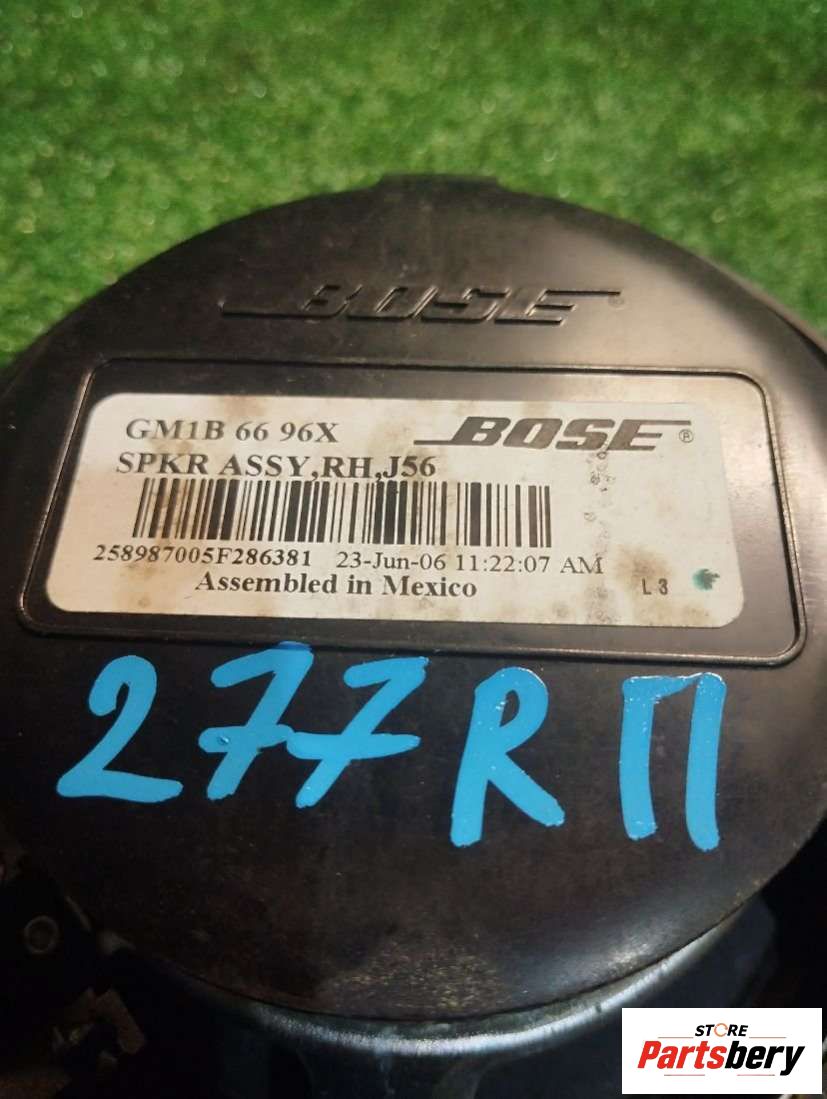 BOSE
GM1B 66 96X BOSE®
SPKR ASSY,RH,J56
258987005F286381 23-Jun-06 11:22:07 AM
Assembled in Mexico L3
277 R П
STORE
Partsbery